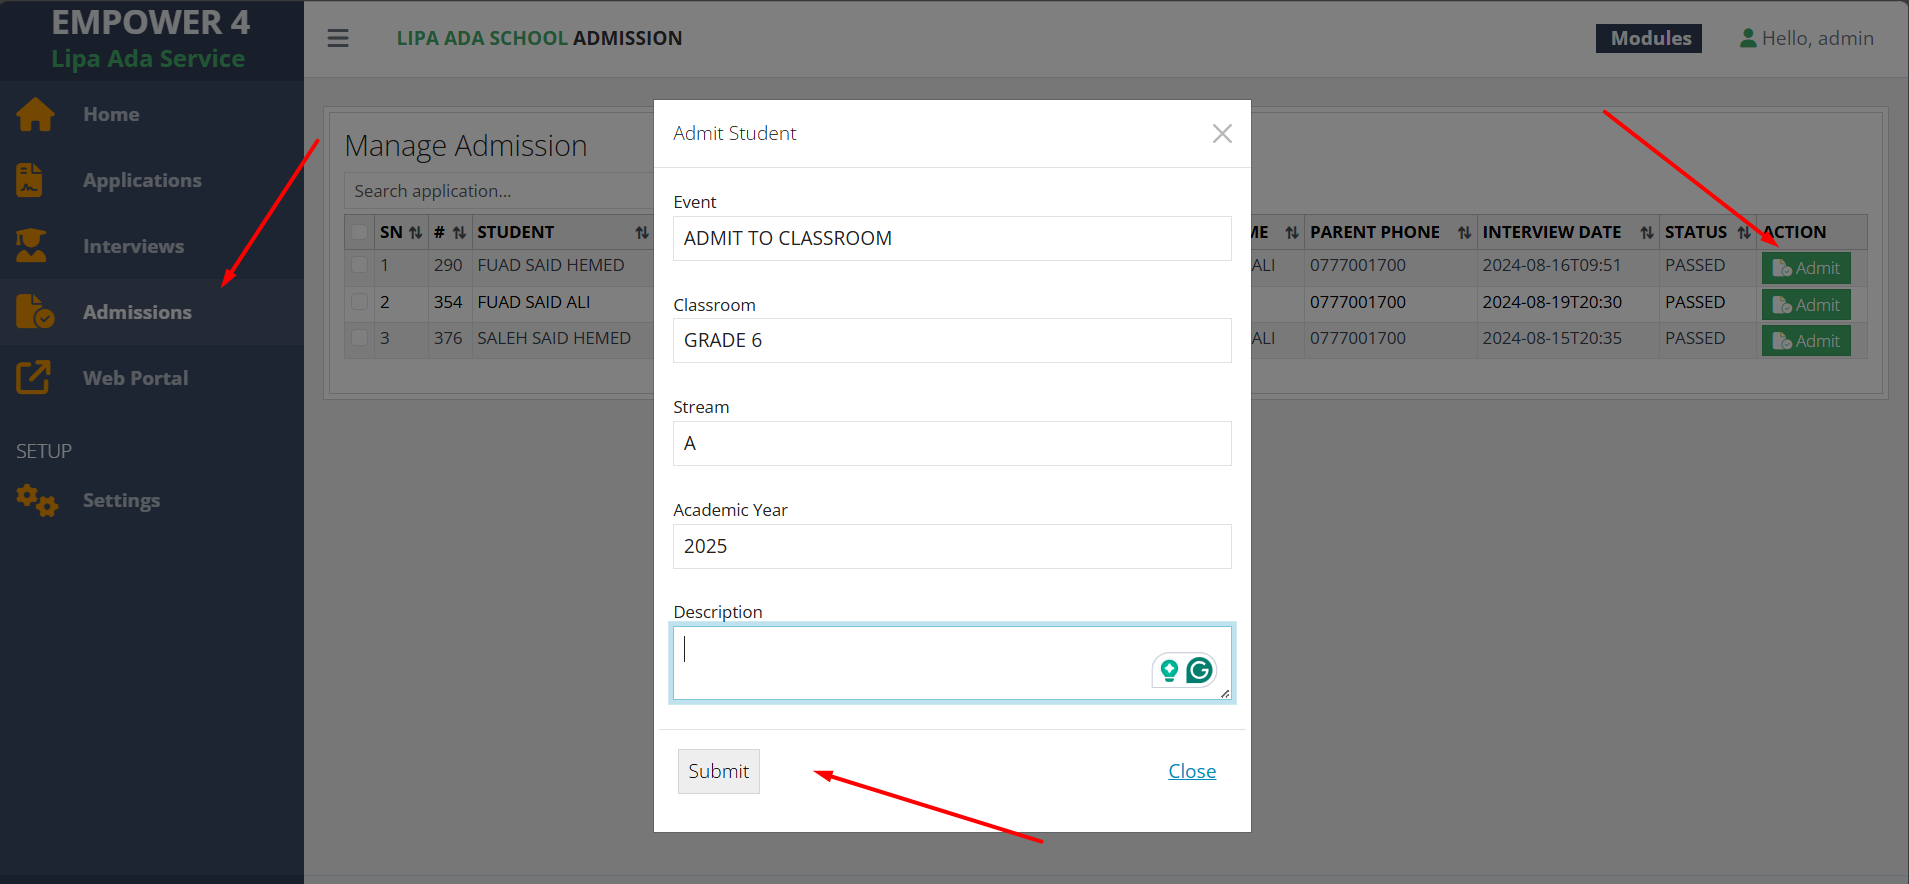 EMPOWER 4
Lipa Ada Service
LIPA ADA SCHOOL ADMISSION
Modules
Hello, admin
Home
Applications
Interviews
Admissions
Web Portal
SETUP
Settings
Manage Admission
Search application...
SN # STUDENT ME PARENT PHONE INTERVIEW DATE STATUS ACTION
1 290 FUAD SAID HEMED ALI 0777001700 2024-08-16T09:51 PASSED Admit
2 354 FUAD SAID ALI 0777001700 2024-08-19T20:30 PASSED Admit
3 376 SALEH SAID HEMED ALI 0777001700 2024-08-15T20:35 PASSED Admit
Admit Student
Event
ADMIT TO CLASSROOM
Classroom
GRADE 6
Stream
A
Academic Year
2025
Description
Submit
Close